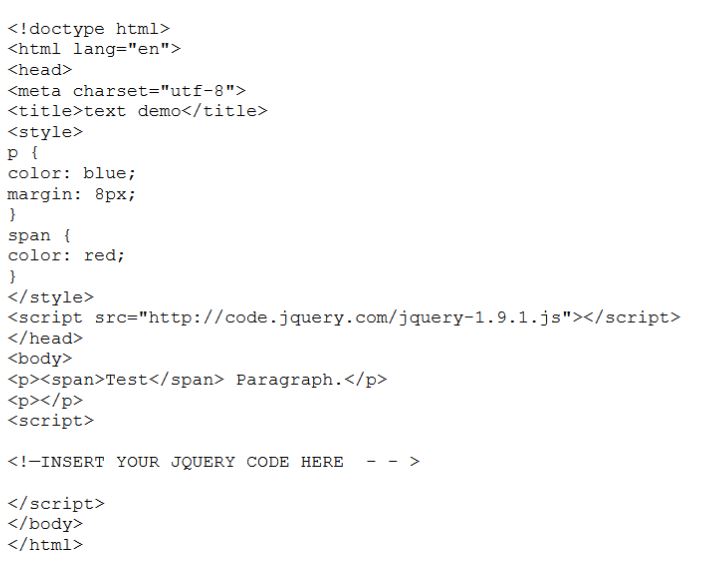 <!doctype html>
<html lang="en">
<head>
<meta charset="utf-8">
<title>text demo</title>
<style>
p {
color: blue;
margin: 8px;
}
span {
color: red;
}
</style>
<script src="http://code.jquery.com/jquery-1.9.1.js"></script>
</head>
<body>
<p><span>Test</span> Paragraph.</p>
<p></p>
<script>
<!—INSERT YOUR JQUERY CODE HERE - - >
</script>
</body>
</html>